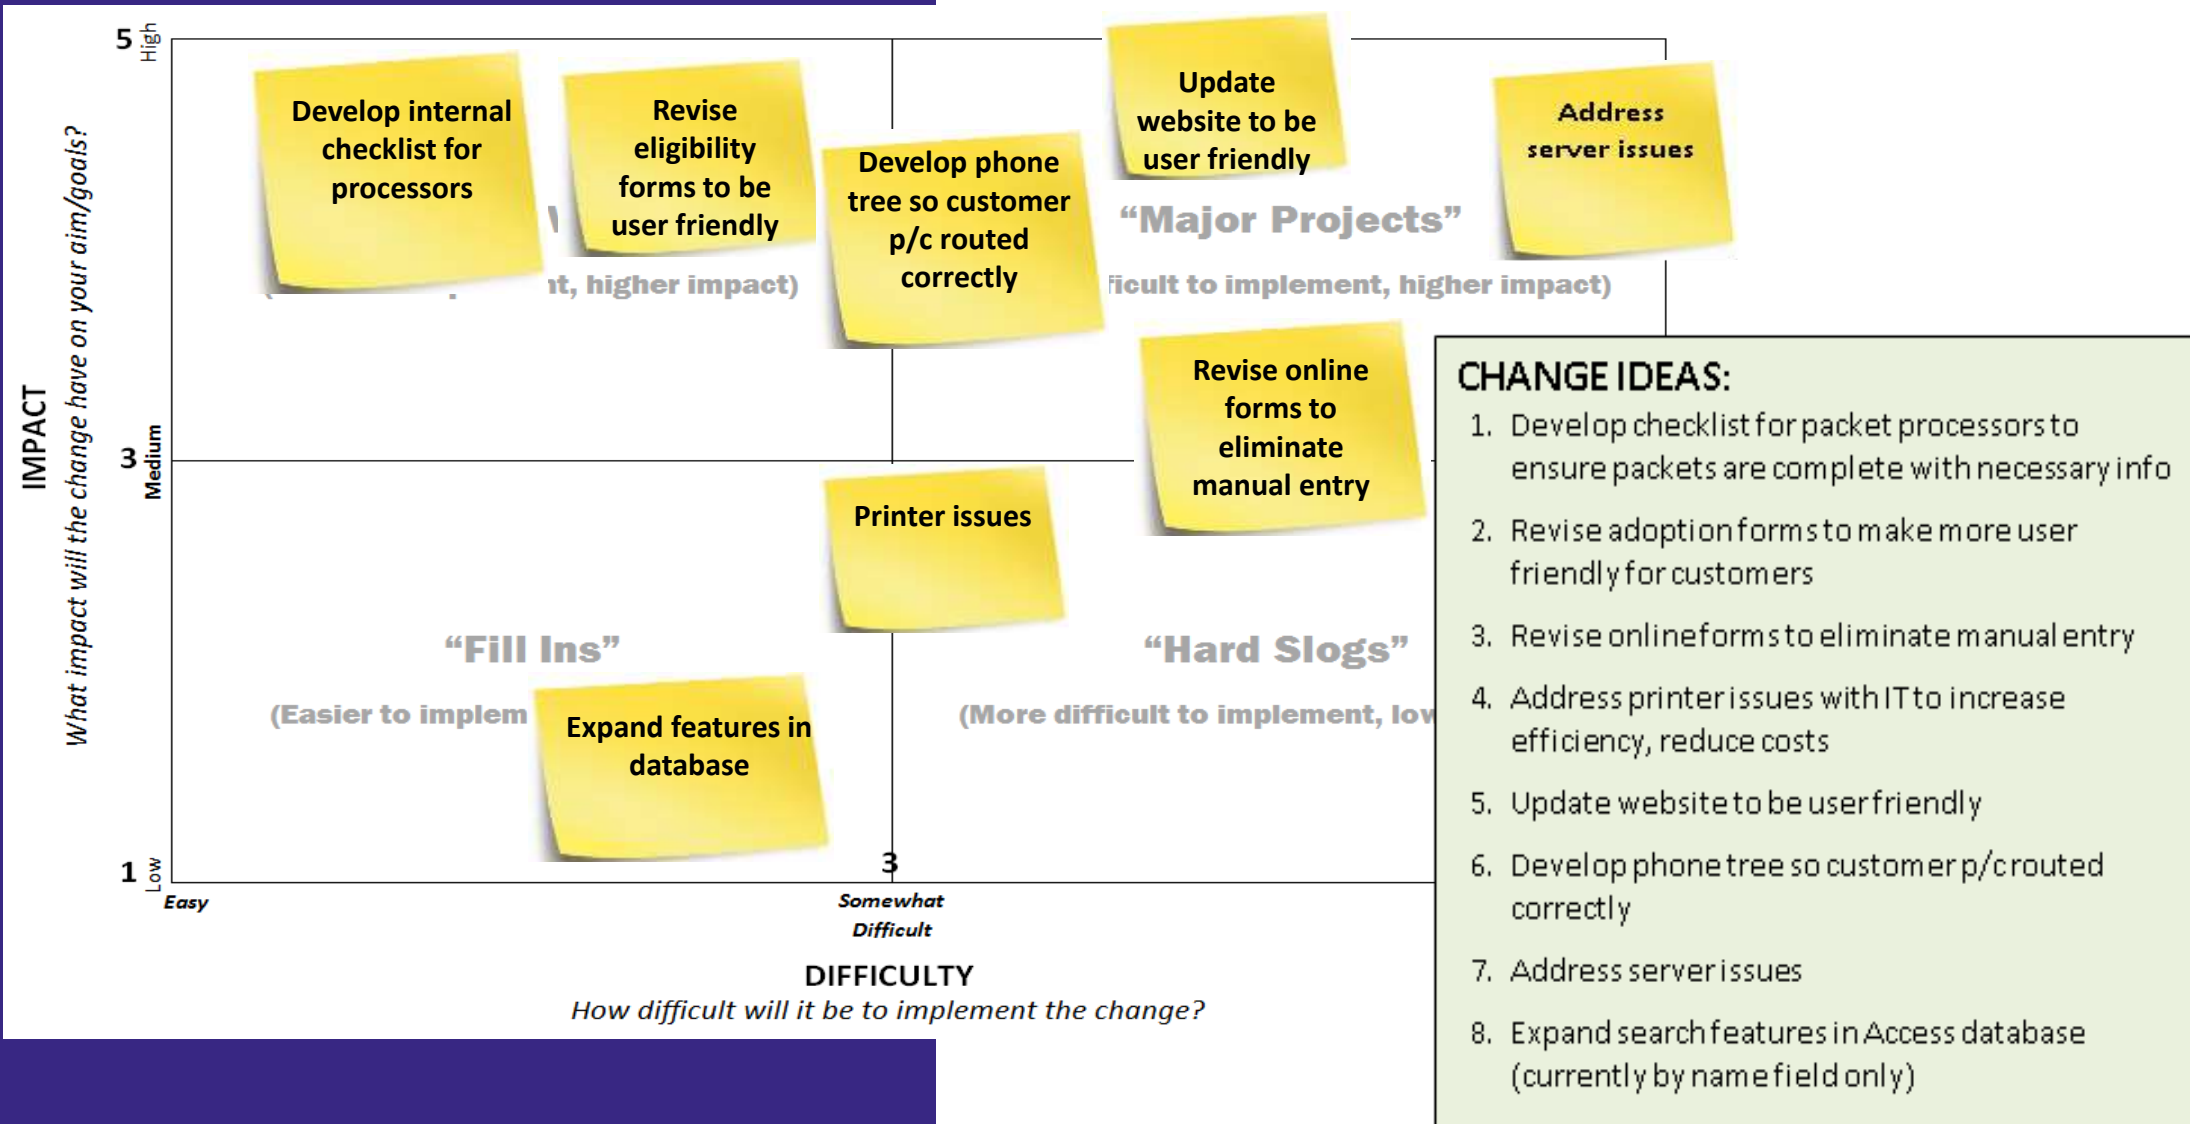 5
High
Develop internal
checklist for
processors
Revise
eligibility
forms to be
user friendly
Develop phone
tree so customer
p/c routed
correctly
Update
website to be
user friendly
Address
server issues
“Major Projects”
higher impact)
to implement, higher impact)
IMPACT
What impact will the change have on your aim/goals?
3
Medium
Revise online
forms to
eliminate
manual entry
Printer issues
“Fill Ins”
“Hard Slogs”
(Easier to
(More difficult to implement,
Expand features in
database
1
Low
3
Easy
Somewhat
Difficult
DIFFICULTY
How difficult will it be to implement the change?
CHANGE IDEAS:
1. Develop checklist for packet processors to
ensure packets are complete with necessary info
2. Revise adoption forms to make more user
friendly for customers
3. Revise online forms to eliminate manual entry
4. Address printer issues with IT to increase
efficiency, reduce costs
5. Update website to be user friendly
6. Develop phone tree so customer p/c routed
correctly
7. Address server issues
8. Expand search features in Access database
(currently by name field only)